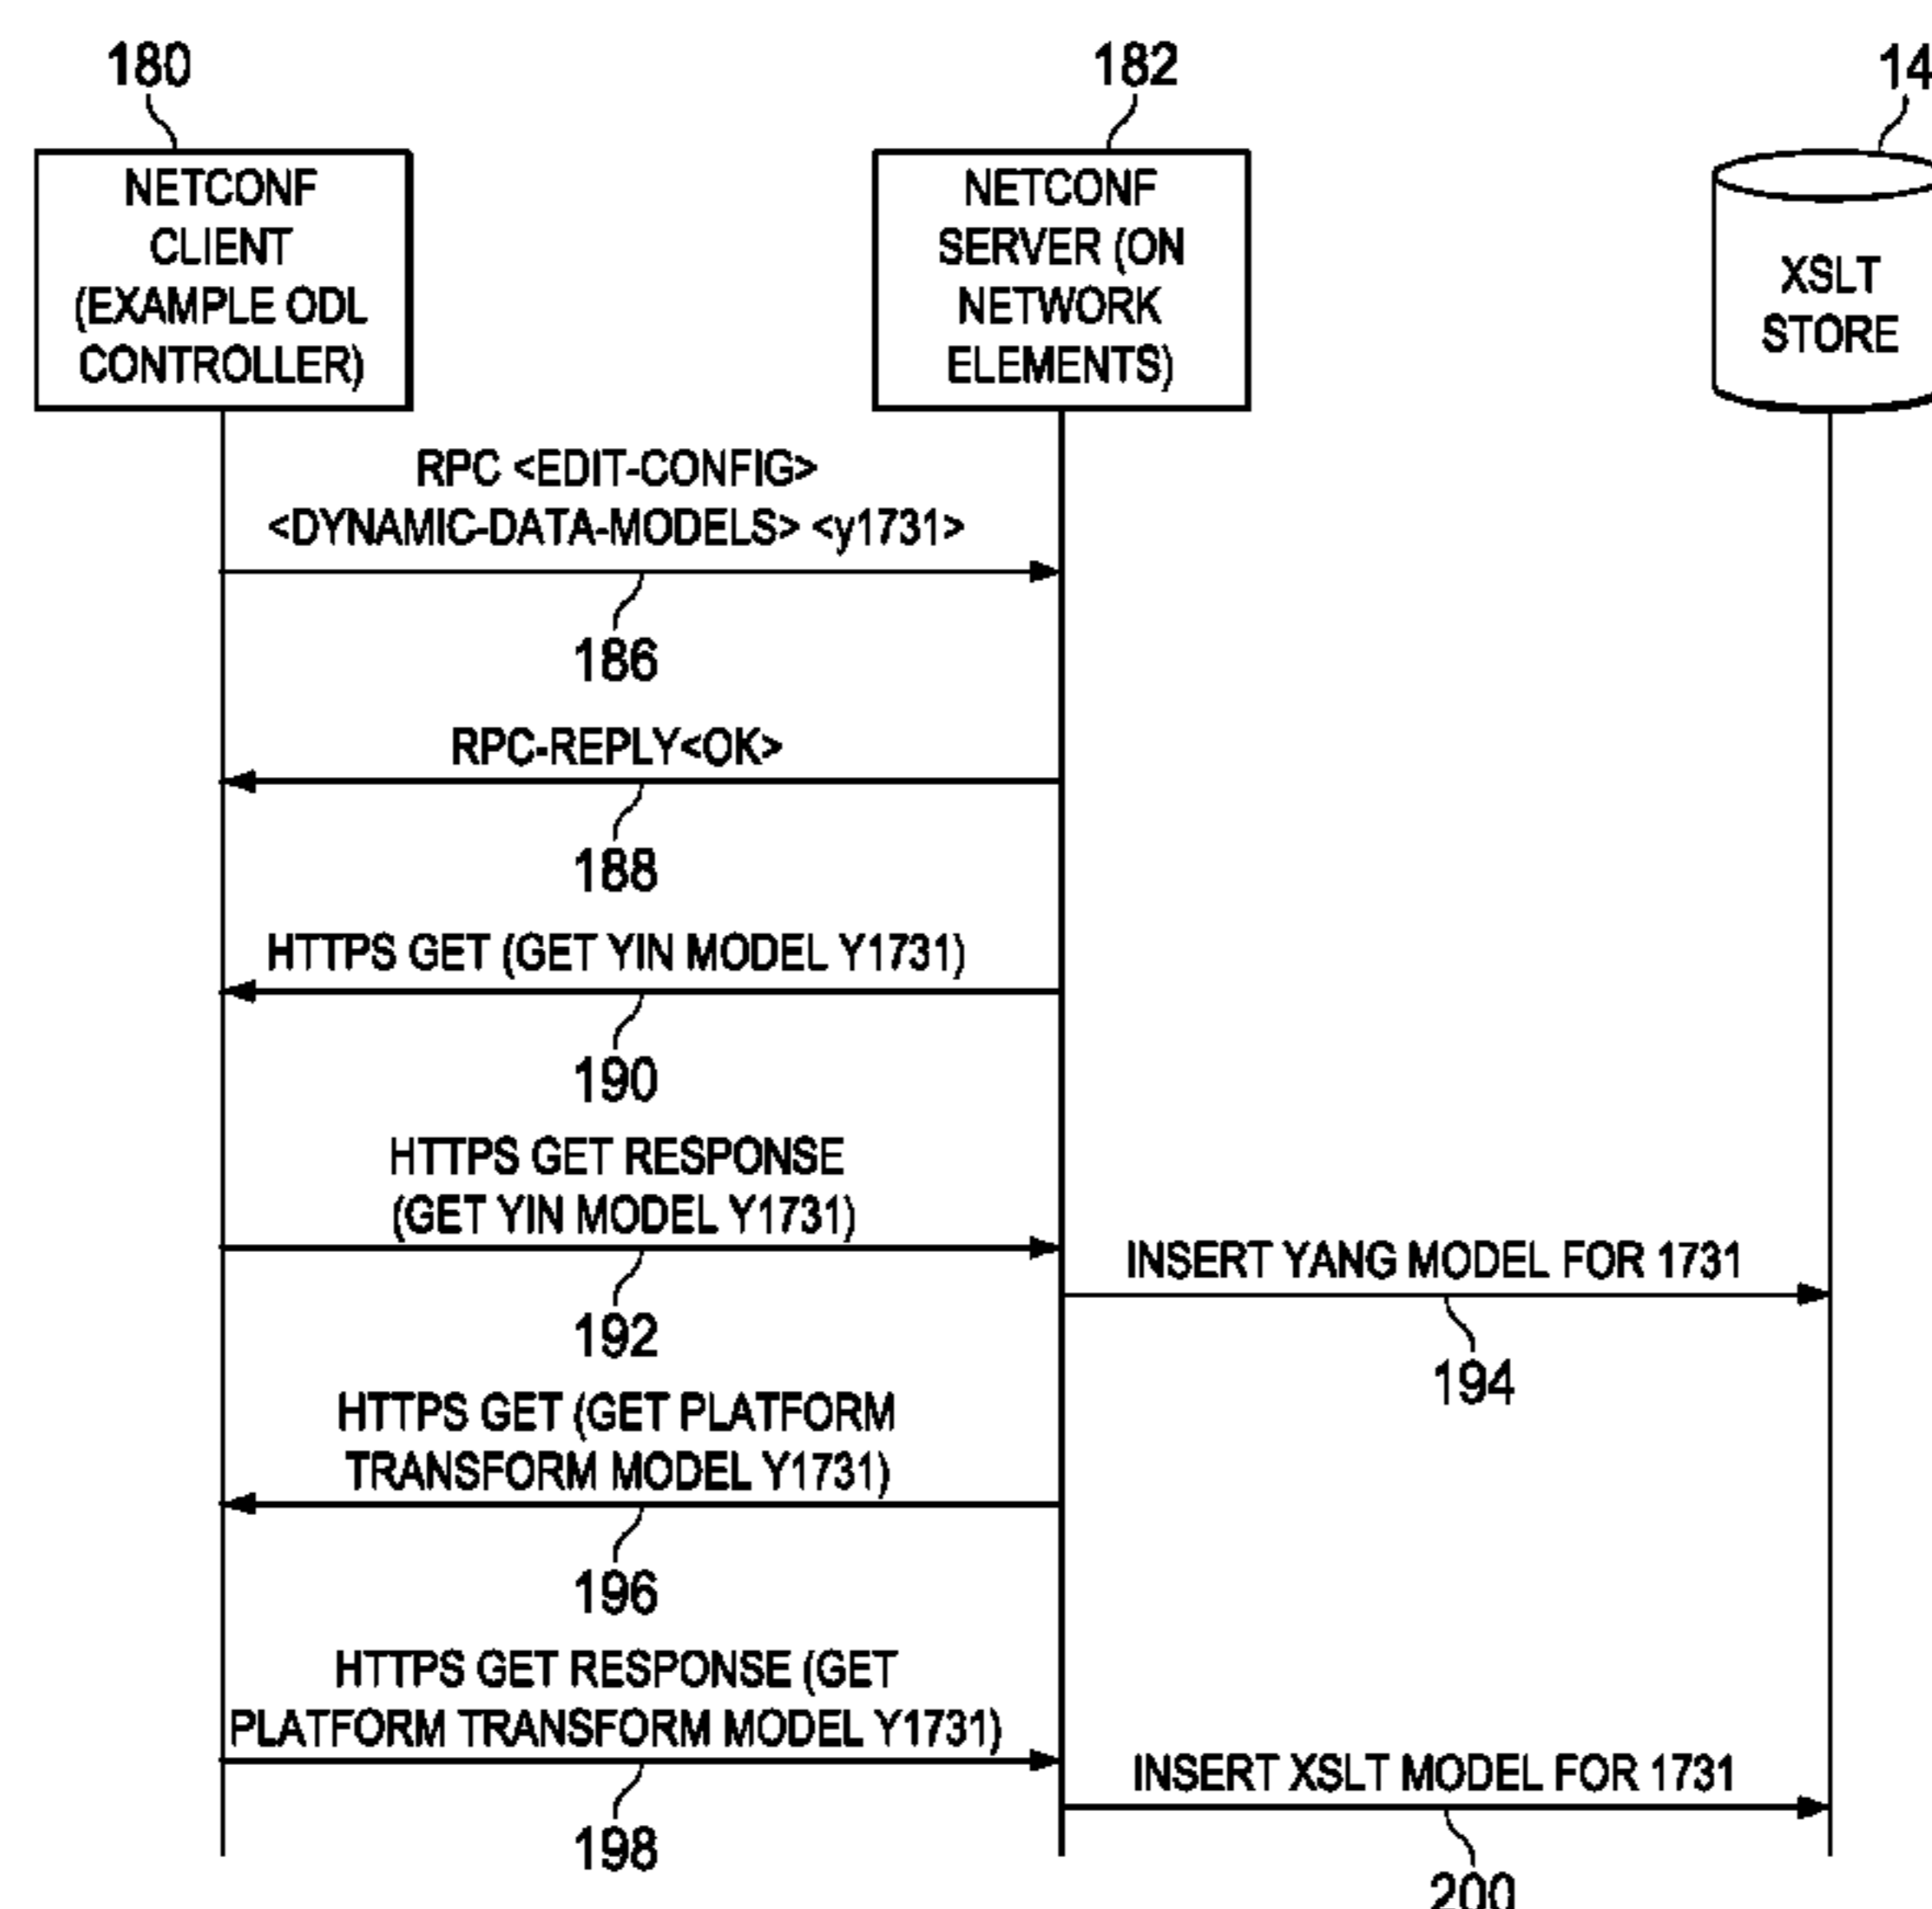 180
182
14
NETCONF
CLIENT
(EXAMPLE ODL
CONTROLLER)
NETCONF
SERVER (ON
NETWORK
ELEMENTS)
XSLT
STORE
RPC <EDIT-CONFIG>
<DYNAMIC-DATA-MODELS> <y1731>
186
RPC-REPLY<OK>
188
HTTPS GET (GET YIN MODEL Y1731)
190
HTTPS GET RESPONSE
(GET YIN MODEL Y1731)
192
INSERT YANG MODEL FOR 1731
194
HTTPS GET (GET PLATFORM
TRANSFORM MODEL Y1731)
196
HTTPS GET RESPONSE (GET
PLATFORM TRANSFORM MODEL Y1731)
198
INSERT XSLT MODEL FOR 1731
200